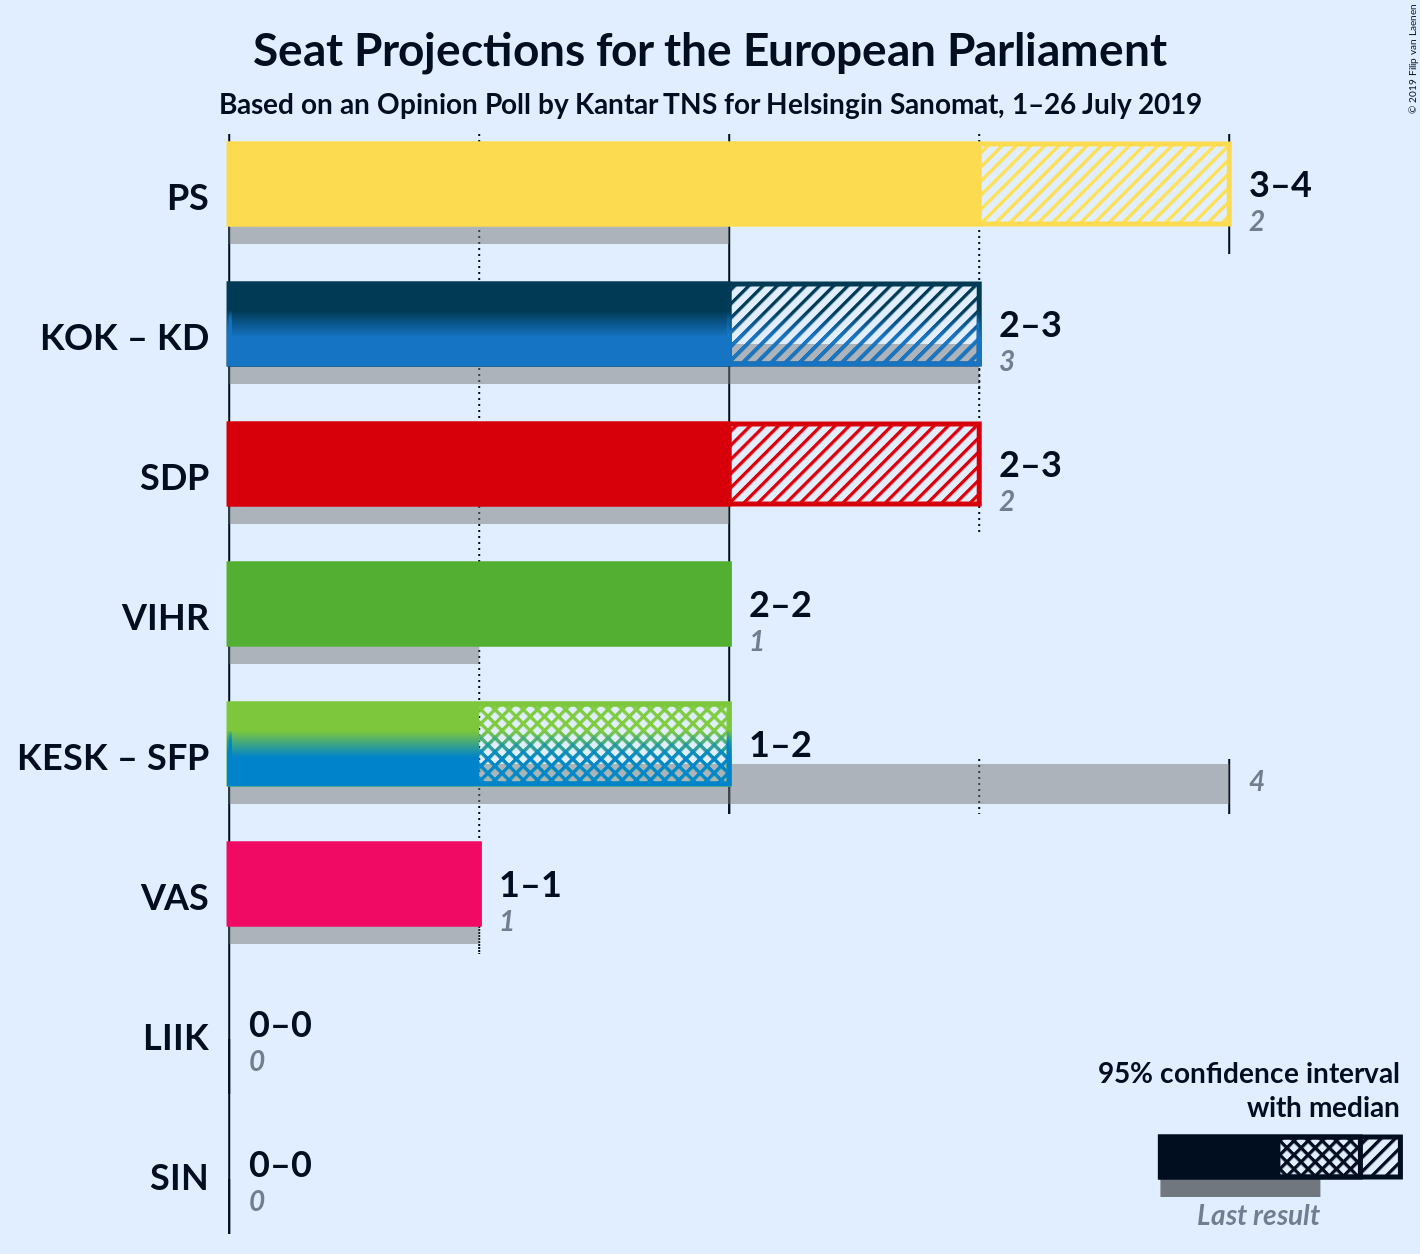 Seat Projections for the European Parliament
Based on an Opinion Poll by Kantar TNS for Helsingin Sanomat, 1–26 July 2019
© 2019 Filip van Laenen
PS
3–4
2
KOK – KD
2–3
3
SDP
2–3
2
VIHR
2–2
1
KESK – SFP
1–2
4
VAS
1–1
1
LIIK
0–0
0
SIN
0–0
0
95% confidence interval
with median
Last result